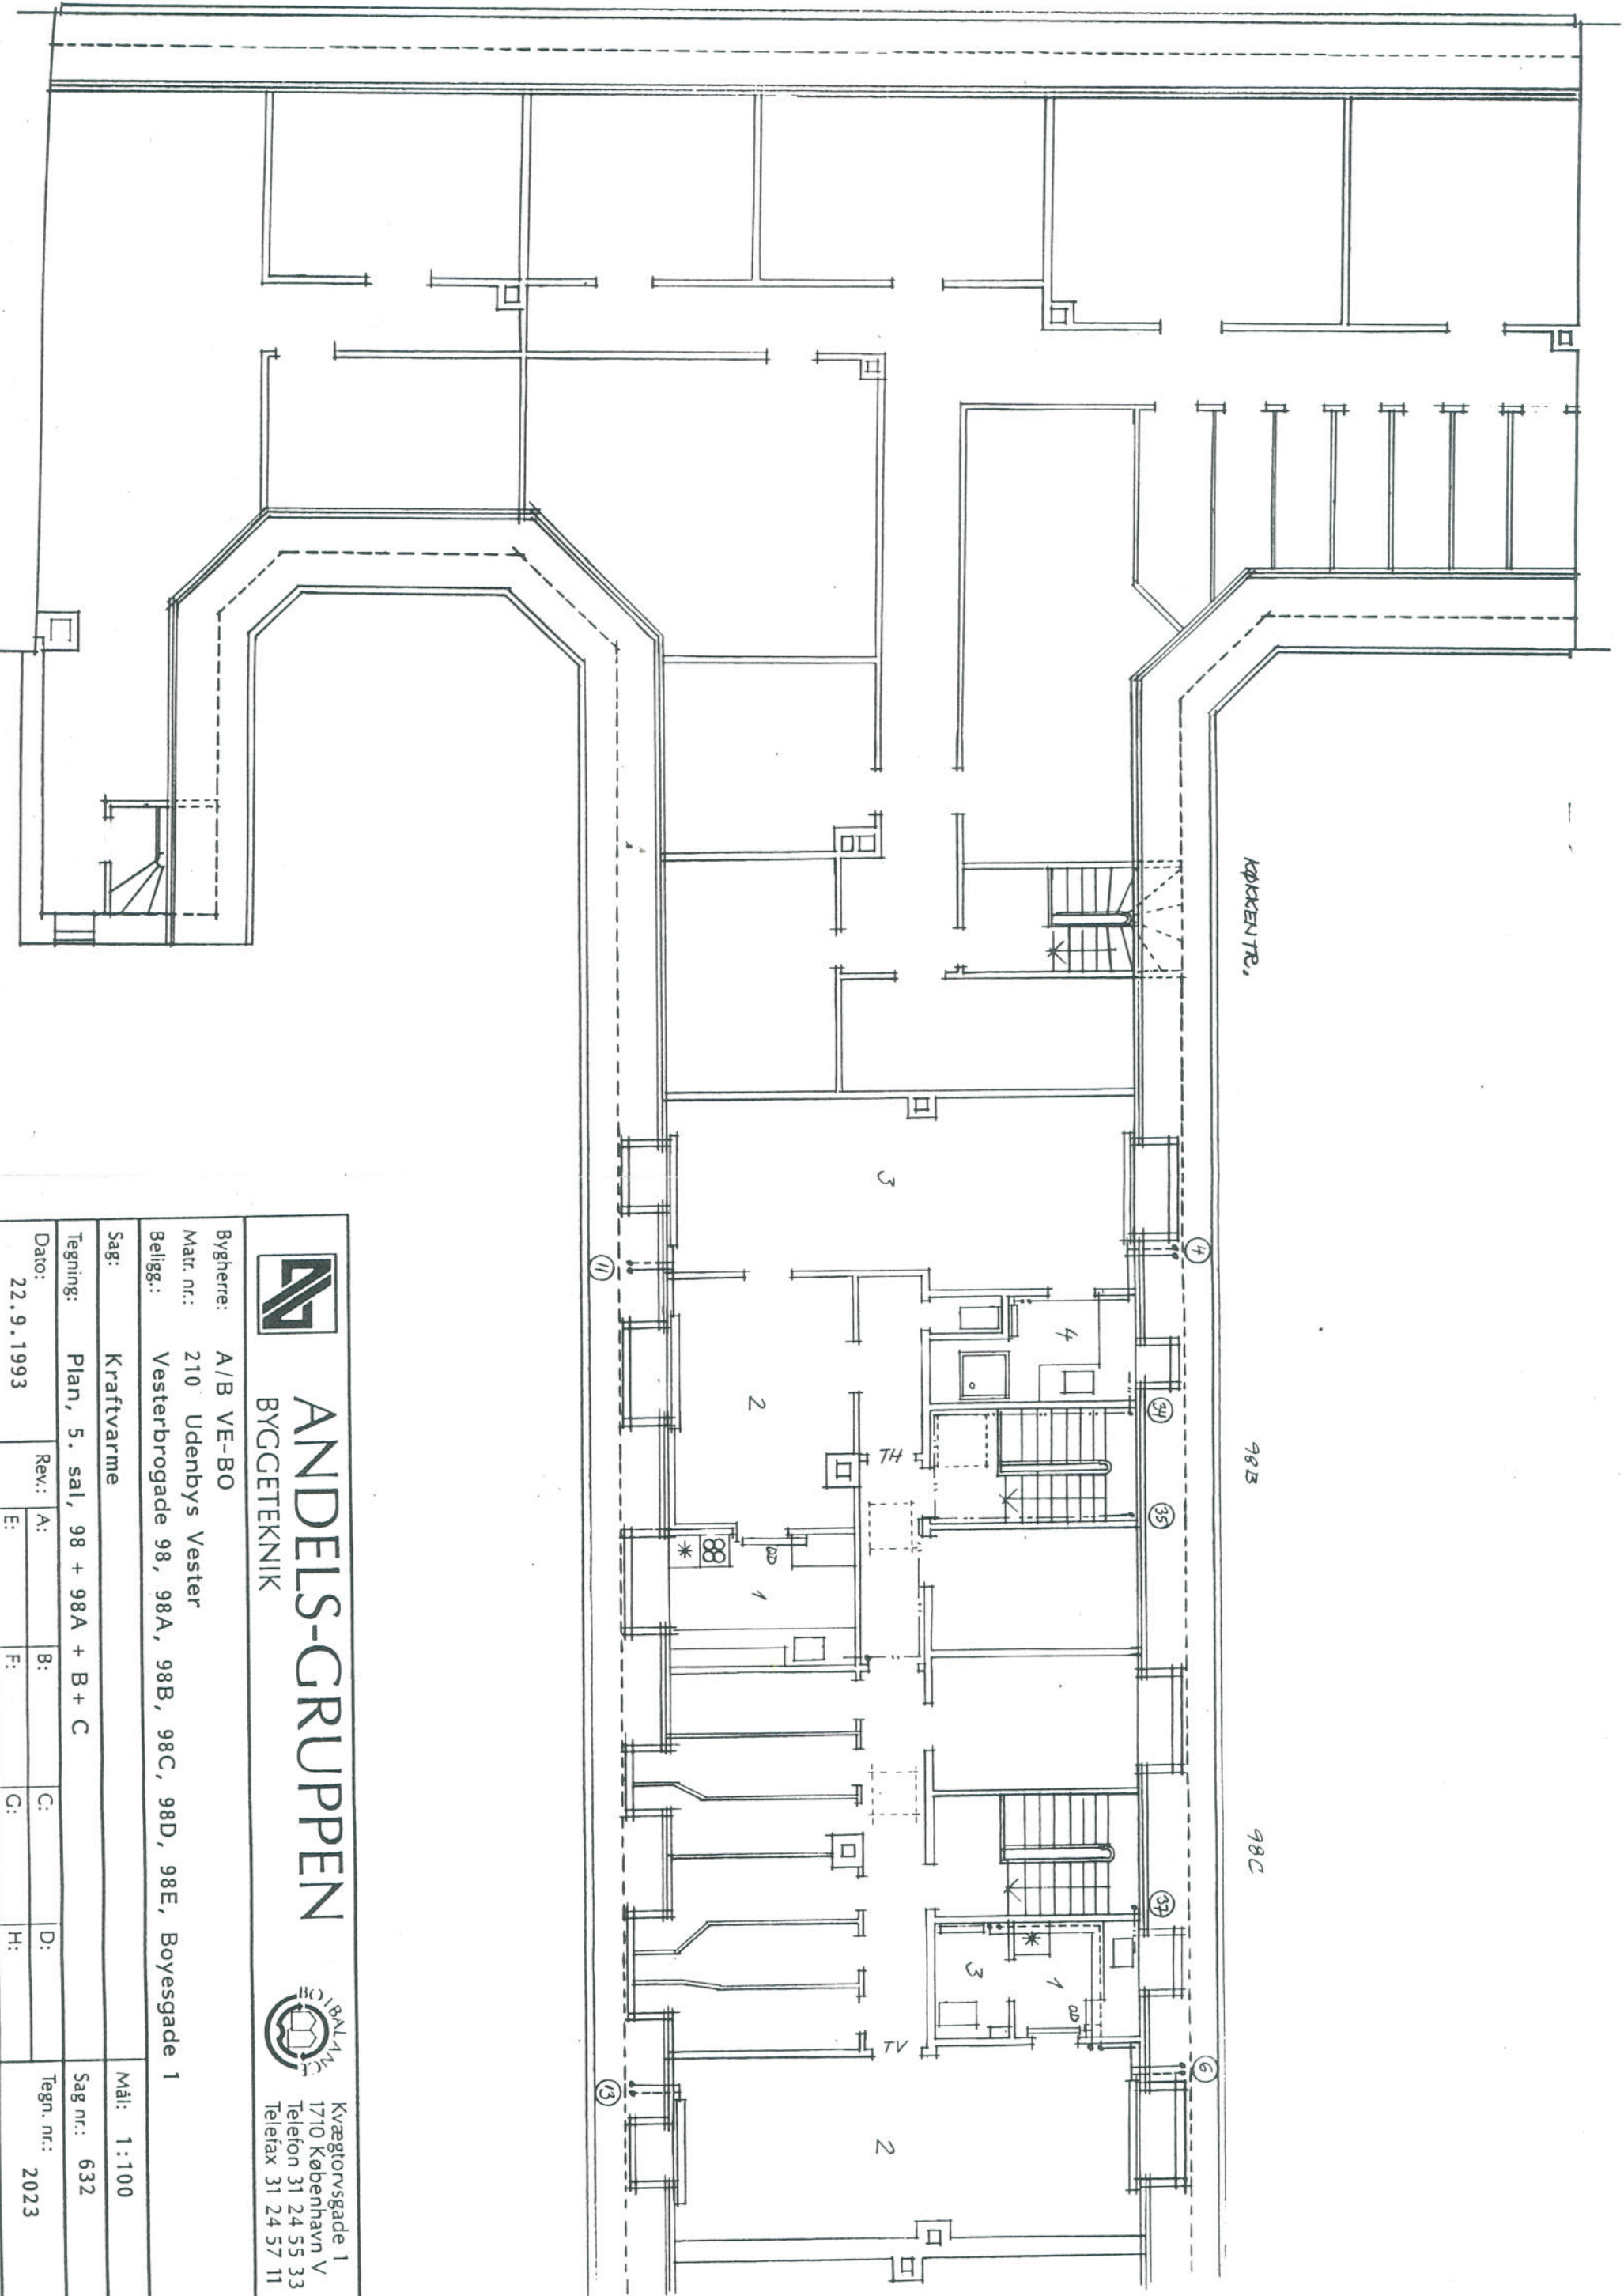 KØKKENTR.
98B
98C
4
34
35
37
6
3
4
TH
2
OD
1
3
1
OD
TV
2
11
13
ANDELS-GRUPPEN
BYGGETEKNIK
BO I BALANCE
Kvægtorvsgade 1
1710 København V
Telefon 31 24 55 33
Telefax 31 24 57 11
Bygherre: A/B VE-BO
Matr. nr.: 210 Udenbys Vester
Beligg.: Vesterbrogade 98, 98A, 98B, 98C, 98D, 98E, Boyesgade 1
Sag: Kraftvarme
Mål: 1:100
Tegning: Plan, 5. sal, 98 + 98A + B + C
Sag nr.: 632
Dato: 22.9.1993
Rev.: A: B: C: D:
E: F: G: H:
Tegn. nr.: 2023